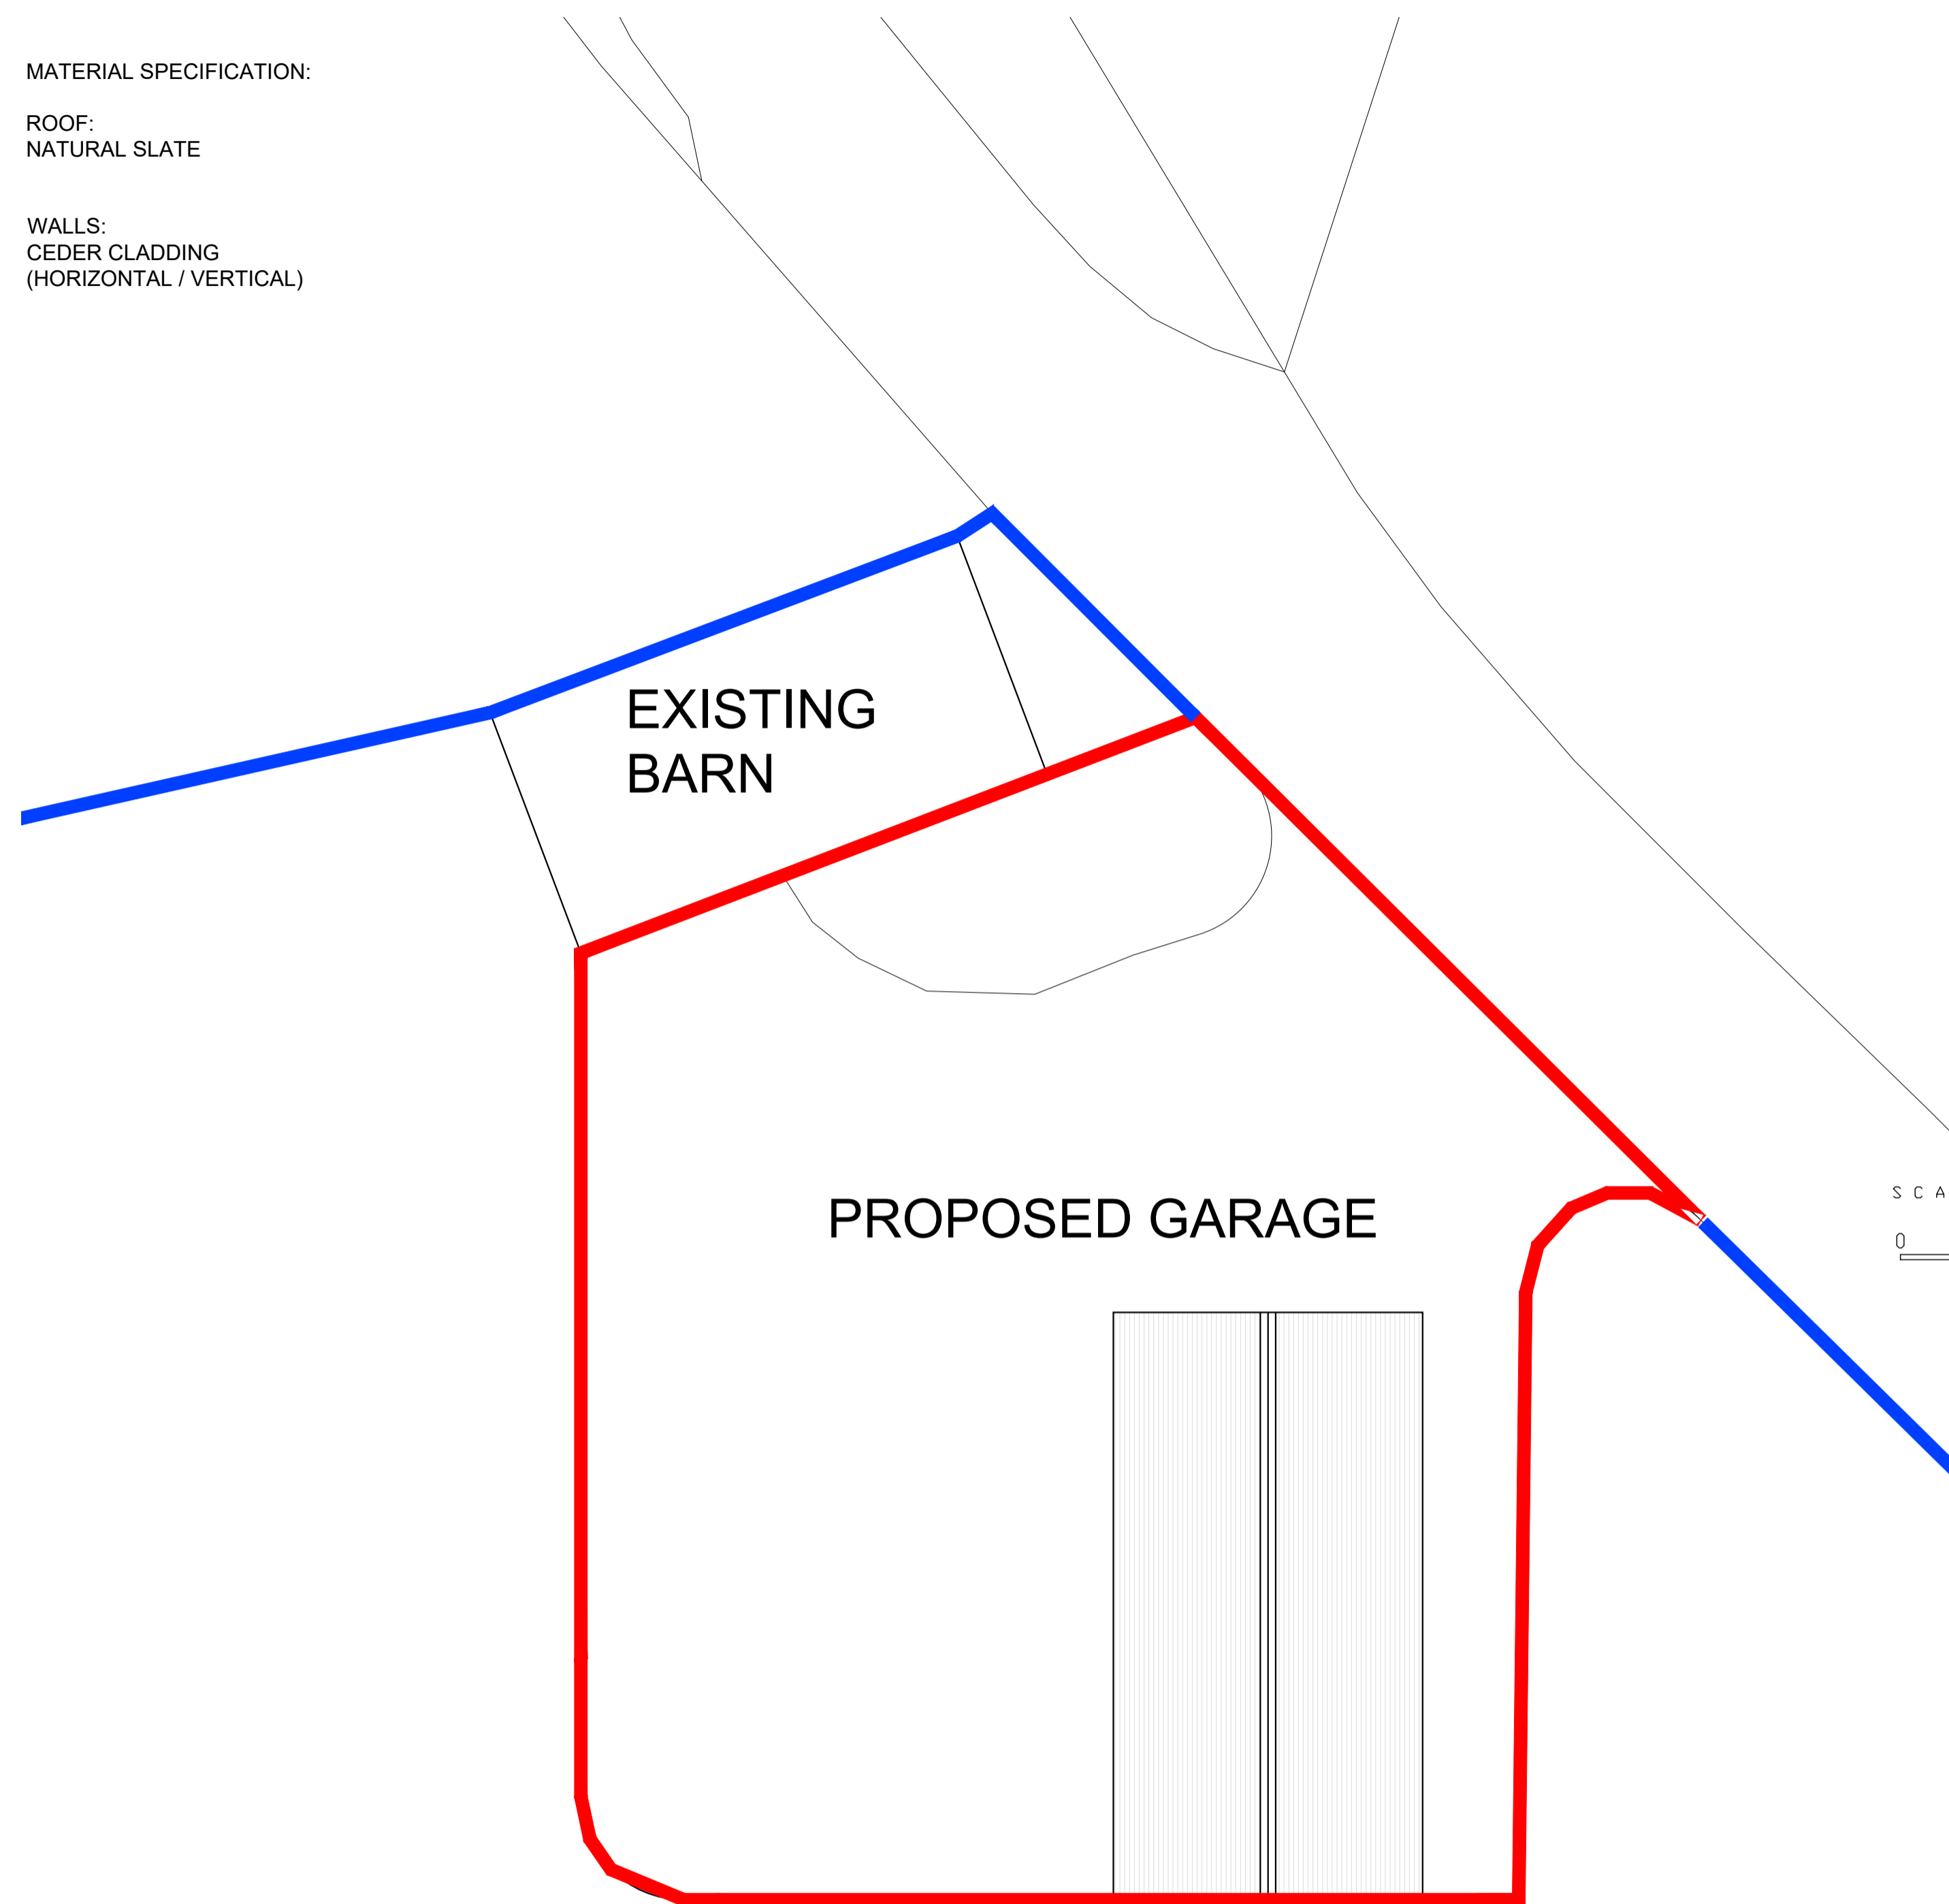 MATERIAL SPECIFICATION:
ROOF:
NATURAL SLATE
WALLS:
CEDER CLADDING
(HORIZONTAL / VERTICAL)
EXISTING
BARN
PROPOSED GARAGE
S C A
0